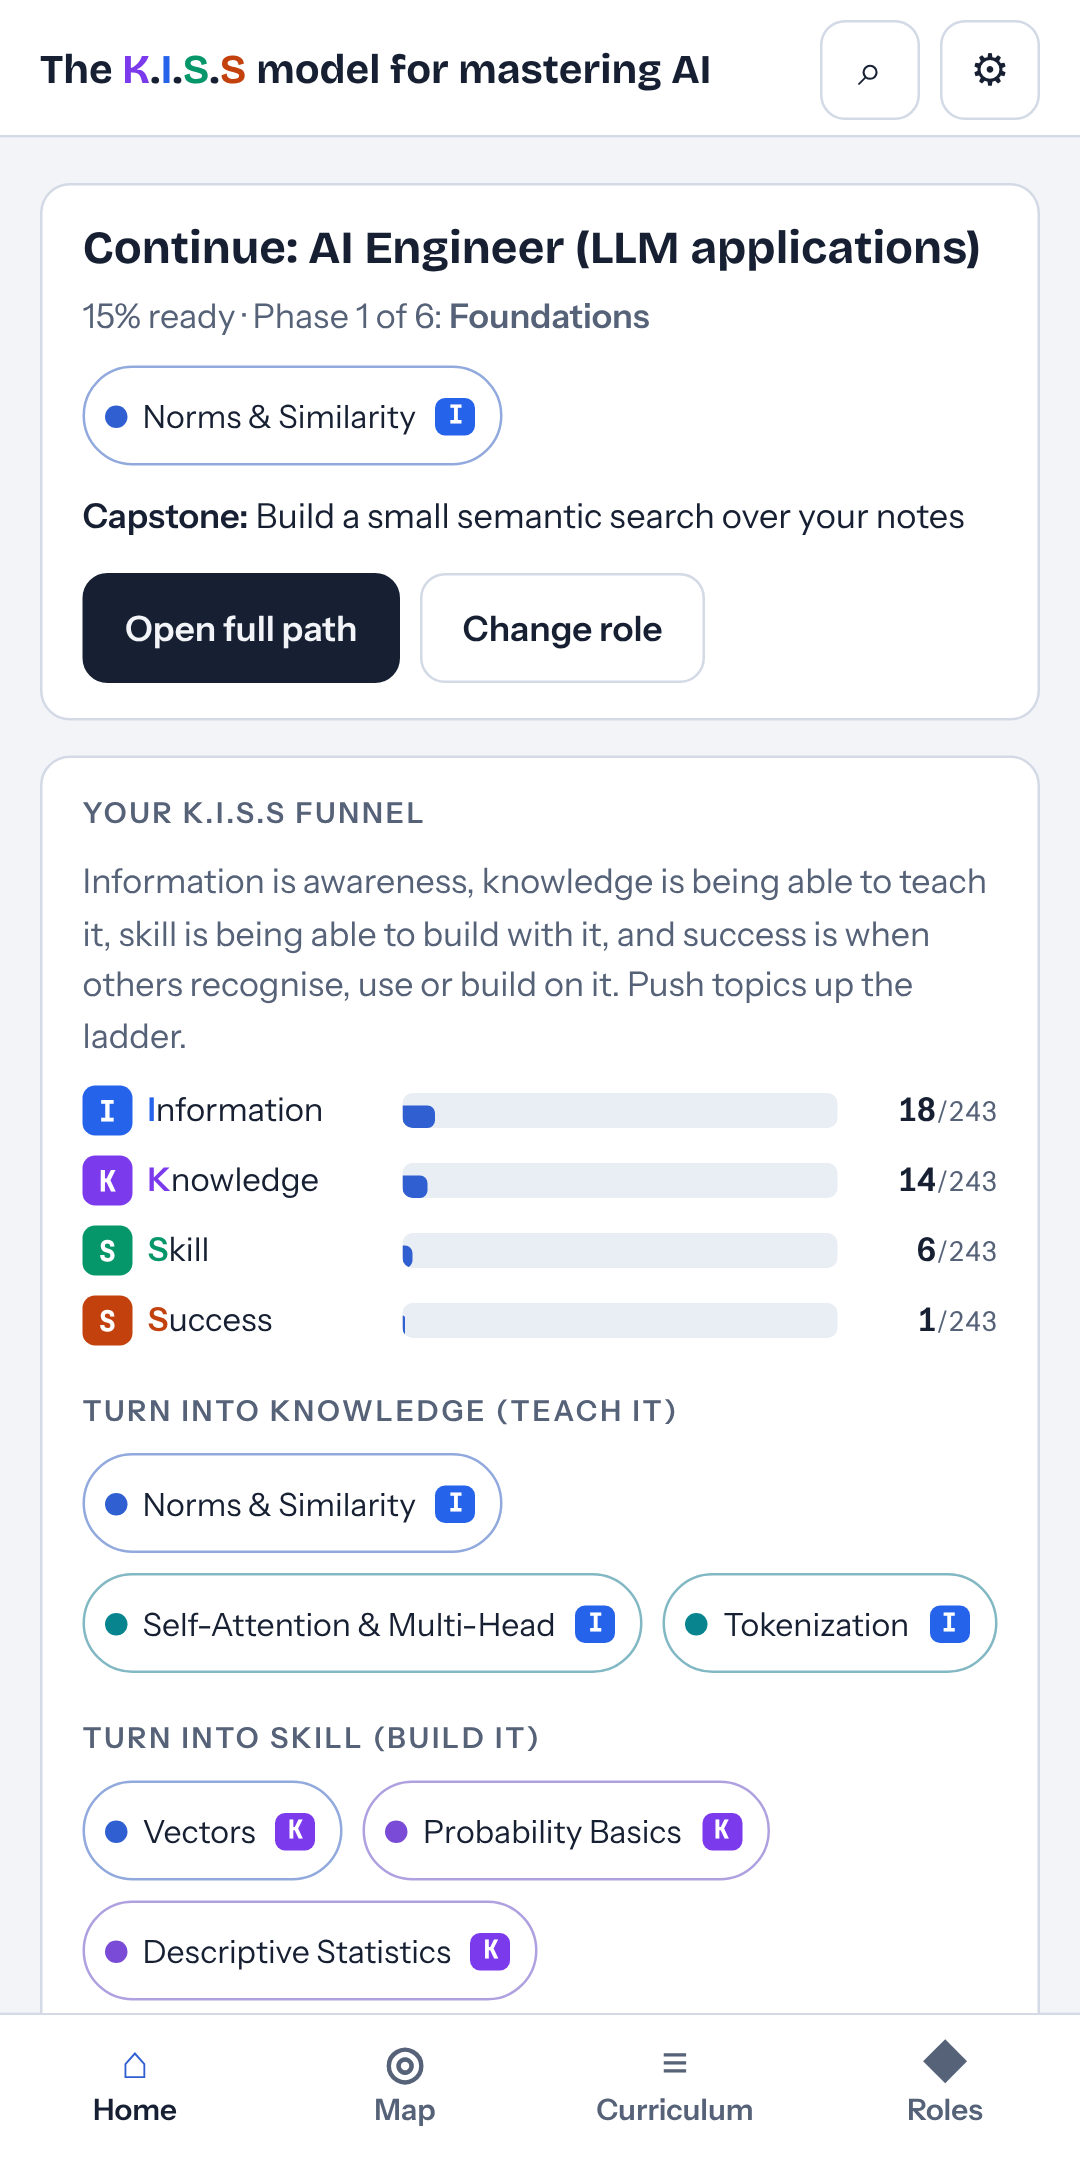 The K.I.S.S model for mastering AI
Continue: AI Engineer (LLM applications)
15% ready · Phase 1 of 6: Foundations
Norms & Similarity I
Capstone: Build a small semantic search over your notes
Open full path Change role
YOUR K.I.S.S FUNNEL
Information is awareness, knowledge is being able to teach
it, skill is being able to build with it, and success is when
others recognise, use or build on it. Push topics up the
ladder.
I Information 18/243
K Knowledge 14/243
S Skill 6/243
S Success 1/243
TURN INTO KNOWLEDGE (TEACH IT)
Norms & Similarity I
Self-Attention & Multi-Head I Tokenization I
TURN INTO SKILL (BUILD IT)
Vectors K Probability Basics K
Descriptive Statistics K
Home Map Curriculum Roles